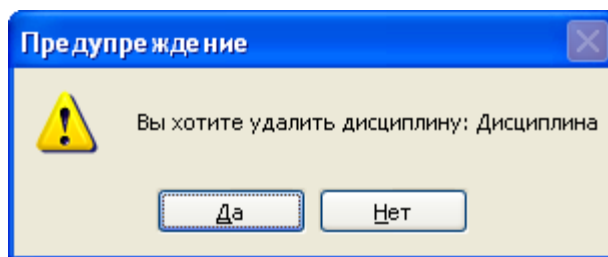 Предупреждение
Вы хотите удалить дисциплину: Дисциплина
Да
Нет